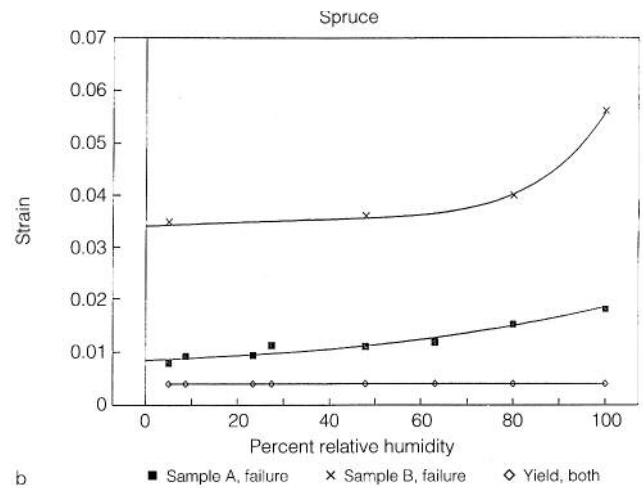 Spruce
0.07
0.06
0.05
0.04
0.03
0.02
0.01
0
Strain
0 20 40 60 80 100
Percent relative humidity
b ■ Sample A, failure × Sample B, failure ◇ Yield, both